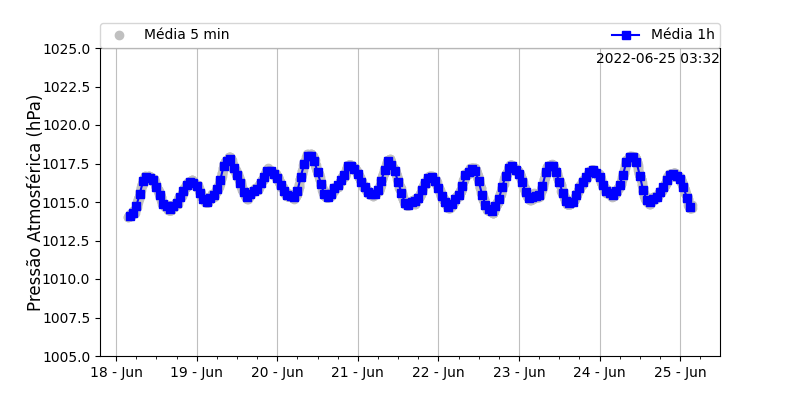 Média 5 min
Média 1h
2022-06-25 03:32
Pressão Atmosférica (hPa)
1025.0
1022.5
1020.0
1017.5
1015.0
1012.5
1010.0
1007.5
1005.0
18 - Jun
19 - Jun
20 - Jun
21 - Jun
22 - Jun
23 - Jun
24 - Jun
25 - Jun